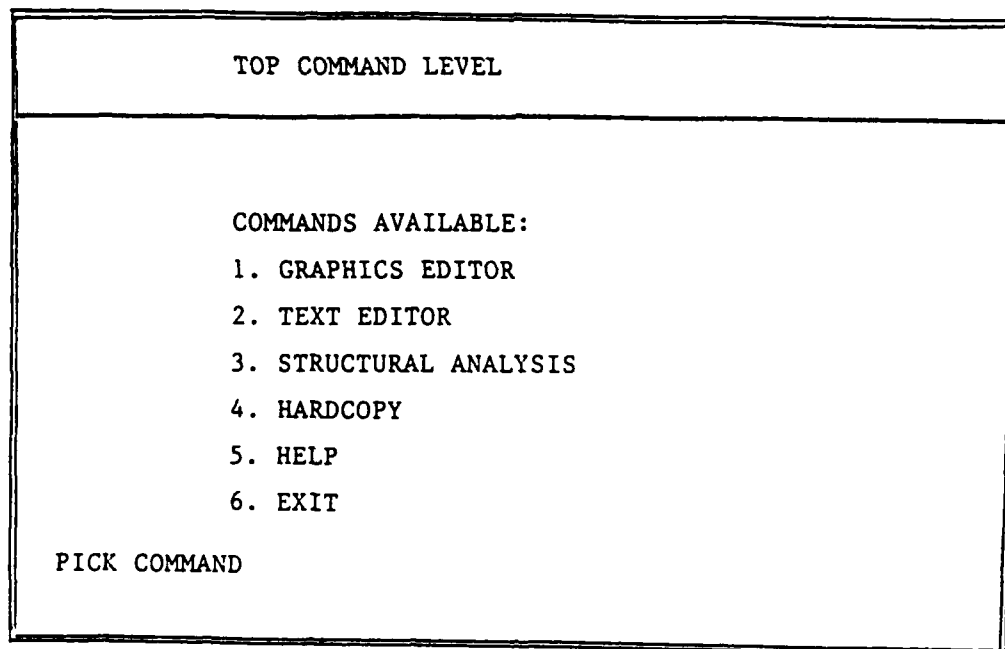 TOP COMMAND LEVEL
COMMANDS AVAILABLE:
1. GRAPHICS EDITOR
2. TEXT EDITOR
3. STRUCTURAL ANALYSIS
4. HARDCOPY
5. HELP
6. EXIT
PICK COMMAND